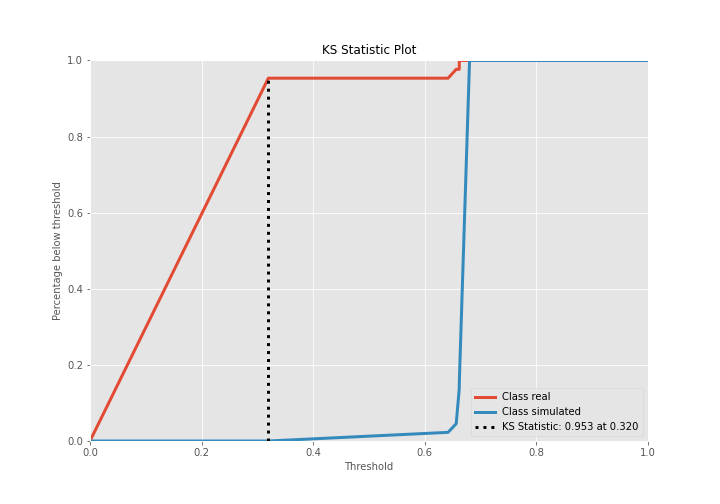 KS Statistic Plot
1.0
0.8
0.6
0.4
0.2
0.0
Percentage below threshold
Class real
Class simulated
KS Statistic: 0.953 at 0.320
0.0 0.2 0.4 0.6 0.8 1.0
Threshold